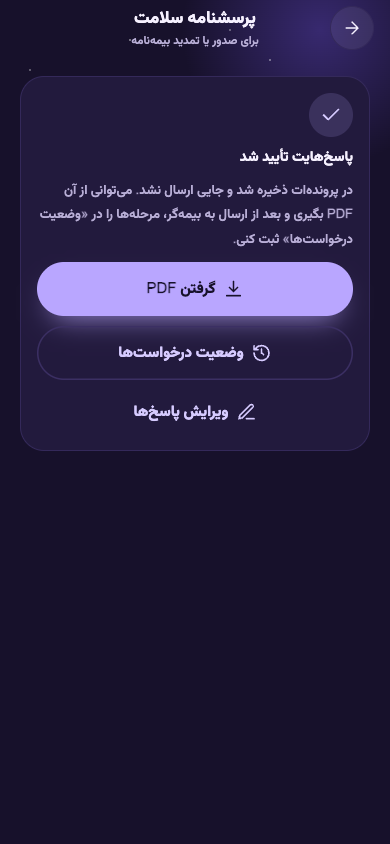 پرسشنامه سلامت
برای صدور یا تمدید بیمه‌نامه
پاسخ‌هایت تأیید شد
در پرونده‌ات ذخیره شد و جایی ارسال نشد. می‌توانی از آن
PDF بگیری و بعد از ارسال به بیمه‌گر، مرحله‌ها را در «وضعیت
درخواست‌ها» ثبت کنی.
گرفتن PDF
وضعیت درخواست‌ها
ویرایش پاسخ‌ها